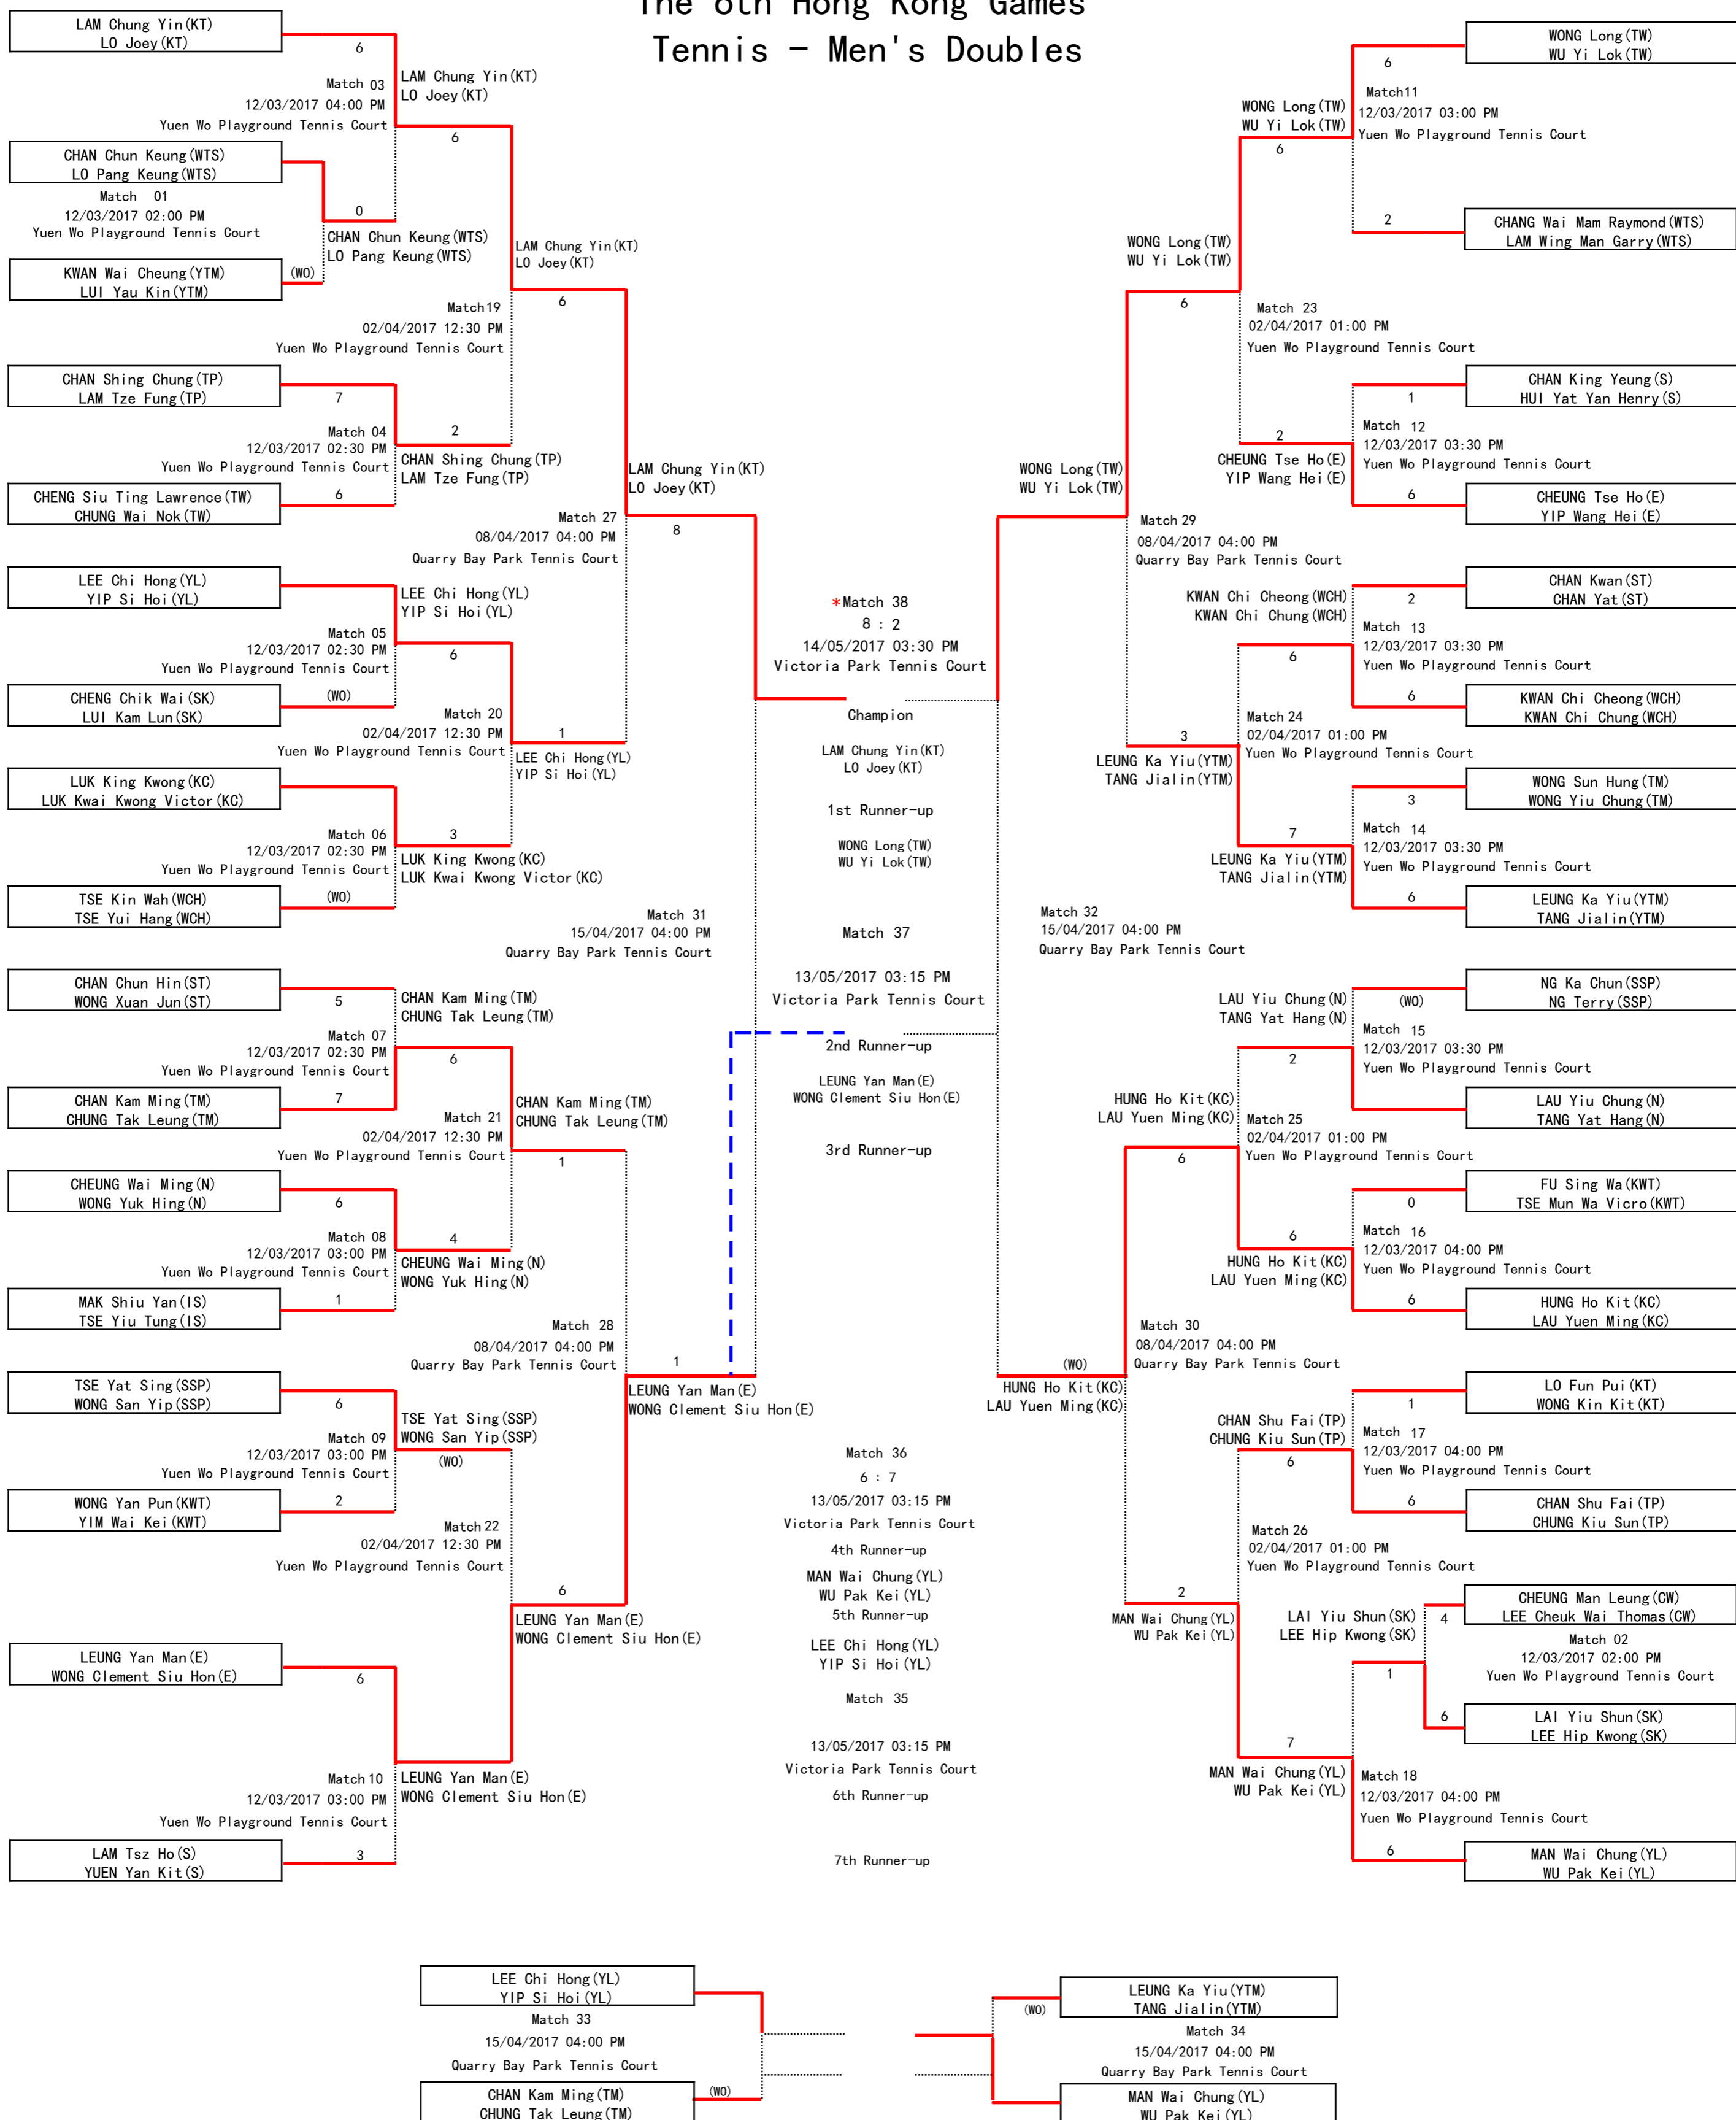 The 6th Hong Kong Games
Tennis - Men's Doubles
LAM Chung Yin(KT)
LO Joey(KT)
6
Match 03
12/03/2017 04:00 PM
Yuen Wo Playground Tennis Court
LAM Chung Yin(KT)
LO Joey(KT)
6
CHAN Chun Keung(WTS)
LO Pang Keung(WTS)
Match 01
12/03/2017 02:00 PM
Yuen Wo Playground Tennis Court
0
CHAN Chun Keung(WTS)
LO Pang Keung(WTS)
KWAN Wai Cheung(YTM)
LUI Yau Kin(YTM)
(WO)
LAM Chung Yin(KT)
LO Joey(KT)
6
Match19
02/04/2017 12:30 PM
Yuen Wo Playground Tennis Court
CHAN Shing Chung(TP)
LAM Tze Fung(TP)
7
Match 04
12/03/2017 02:30 PM
Yuen Wo Playground Tennis Court
2
CHAN Shing Chung(TP)
LAM Tze Fung(TP)
CHENG Siu Ting Lawrence(TW)
CHUNG Wai Nok(TW)
6
LAM Chung Yin(KT)
LO Joey(KT)
8
Match 27
08/04/2017 04:00 PM
Quarry Bay Park Tennis Court
LEE Chi Hong(YL)
YIP Si Hoi(YL)
LEE Chi Hong(YL)
YIP Si Hoi(YL)
6
Match 05
12/03/2017 02:30 PM
Yuen Wo Playground Tennis Court
CHENG Chik Wai(SK)
LUI Kam Lun(SK)
(WO)
Match 20
02/04/2017 12:30 PM
Yuen Wo Playground Tennis Court
1
LEE Chi Hong(YL)
YIP Si Hoi(YL)
LUK King Kwong(KC)
LUK Kwai Kwong Victor(KC)
Match 06
12/03/2017 02:30 PM
Yuen Wo Playground Tennis Court
3
LUK King Kwong(KC)
LUK Kwai Kwong Victor(KC)
TSE Kin Wah(WCH)
TSE Yui Hang(WCH)
(WO)
Match 31
15/04/2017 04:00 PM
Quarry Bay Park Tennis Court
CHAN Chun Hin(ST)
WONG Xuan Jun(ST)
5
CHAN Kam Ming(TM)
CHUNG Tak Leung(TM)
6
Match 07
12/03/2017 02:30 PM
Yuen Wo Playground Tennis Court
CHAN Kam Ming(TM)
CHUNG Tak Leung(TM)
7
Match 21
02/04/2017 12:30 PM
Yuen Wo Playground Tennis Court
CHAN Kam Ming(TM)
CHUNG Tak Leung(TM)
1
CHEUNG Wai Ming(N)
WONG Yuk Hing(N)
6
Match 08
12/03/2017 03:00 PM
Yuen Wo Playground Tennis Court
4
CHEUNG Wai Ming(N)
WONG Yuk Hing(N)
MAK Shiu Yan(IS)
TSE Yiu Tung(IS)
1
Match 28
08/04/2017 04:00 PM
Quarry Bay Park Tennis Court
1
LEUNG Yan Man(E)
WONG Clement Siu Hon(E)
TSE Yat Sing(SSP)
WONG San Yip(SSP)
6
TSE Yat Sing(SSP)
WONG San Yip(SSP)
(WO)
Match 09
12/03/2017 03:00 PM
Yuen Wo Playground Tennis Court
WONG Yan Pun(KWT)
YIM Wai Kei(KWT)
2
Match22
02/04/2017 12:30 PM
Yuen Wo Playground Tennis Court
6
LEUNG Yan Man(E)
WONG Clement Siu Hon(E)
LEUNG Yan Man(E)
WONG Clement Siu Hon(E)
6
Match 10
12/03/2017 03:00 PM
Yuen Wo Playground Tennis Court
LEUNG Yan Man(E)
WONG Clement Siu Hon(E)
LAM Tsz Ho(S)
YUEN Yan Kit(S)
3
*Match 38
8 : 2
14/05/2017 03:30 PM
Victoria Park Tennis Court
Champion
LAM Chung Yin(KT)
LO Joey(KT)
1st Runner-up
WONG Long(TW)
WU Yi Lok(TW)
Match 37
13/05/2017 03:15 PM
Victoria Park Tennis Court
2nd Runner-up
LEUNG Yan Man(E)
WONG Clement Siu Hon(E)
3rd Runner-up
Match 36
6 : 7
13/05/2017 03:15 PM
Victoria Park Tennis Court
4th Runner-up
MAN Wai Chung(YL)
WU Pak Kei(YL)
5th Runner-up
LEE Chi Hong(YL)
YIP Si Hoi(YL)
Match 35
13/05/2017 03:15 PM
Victoria Park Tennis Court
6th Runner-up
7th Runner-up
WONG Long(TW)
WU Yi Lok(TW)
6
Match11
12/03/2017 03:00 PM
Yuen Wo Playground Tennis Court
WONG Long(TW)
WU Yi Lok(TW)
6
CHANG Wai Mam Raymond(WTS)
LAM Wing Man Garry(WTS)
2
WONG Long(TW)
WU Yi Lok(TW)
6
Match 23
02/04/2017 01:00 PM
Yuen Wo Playground Tennis Court
CHAN King Yeung(S)
HUI Yat Yan Henry(S)
1
Match 12
12/03/2017 03:30 PM
Yuen Wo Playground Tennis Court
2
CHEUNG Tse Ho(E)
YIP Wang Hei(E)
CHEUNG Tse Ho(E)
YIP Wang Hei(E)
6
WONG Long(TW)
WU Yi Lok(TW)
Match 29
08/04/2017 04:00 PM
Quarry Bay Park Tennis Court
CHAN Kwan(ST)
CHAN Yat(ST)
2
KWAN Chi Cheong(WCH)
KWAN Chi Chung(WCH)
6
Match 13
12/03/2017 03:30 PM
Yuen Wo Playground Tennis Court
KWAN Chi Cheong(WCH)
KWAN Chi Chung(WCH)
6
Match 24
02/04/2017 01:00 PM
Yuen Wo Playground Tennis Court
3
LEUNG Ka Yiu(YTM)
TANG Jialin(YTM)
WONG Sun Hung(TM)
WONG Yiu Chung(TM)
3
Match 14
12/03/2017 03:30 PM
Yuen Wo Playground Tennis Court
7
LEUNG Ka Yiu(YTM)
TANG Jialin(YTM)
LEUNG Ka Yiu(YTM)
TANG Jialin(YTM)
6
Match 32
15/04/2017 04:00 PM
Quarry Bay Park Tennis Court
NG Ka Chun(SSP)
NG Terry(SSP)
(WO)
LAU Yiu Chung(N)
TANG Yat Hang(N)
2
Match 15
12/03/2017 03:30 PM
Yuen Wo Playground Tennis Court
LAU Yiu Chung(N)
TANG Yat Hang(N)
HUNG Ho Kit(KC)
LAU Yuen Ming(KC)
6
Match 25
02/04/2017 01:00 PM
Yuen Wo Playground Tennis Court
FU Sing Wa(KWT)
TSE Mun Wa Vicro(KWT)
0
Match 16
12/03/2017 04:00 PM
Yuen Wo Playground Tennis Court
6
HUNG Ho Kit(KC)
LAU Yuen Ming(KC)
HUNG Ho Kit(KC)
LAU Yuen Ming(KC)
6
Match 30
08/04/2017 04:00 PM
Quarry Bay Park Tennis Court
(WO)
HUNG Ho Kit(KC)
LAU Yuen Ming(KC)
LO Fun Pui(KT)
WONG Kin Kit(KT)
1
CHAN Shu Fai(TP)
CHUNG Kiu Sun(TP)
6
Match 17
12/03/2017 04:00 PM
Yuen Wo Playground Tennis Court
CHAN Shu Fai(TP)
CHUNG Kiu Sun(TP)
6
Match 26
02/04/2017 01:00 PM
Yuen Wo Playground Tennis Court
2
MAN Wai Chung(YL)
WU Pak Kei(YL)
CHEUNG Man Leung(CW)
LEE Cheuk Wai Thomas(CW)
4
LAI Yiu Shun(SK)
LEE Hip Kwong(SK)
1
Match 02
12/03/2017 02:00 PM
Yuen Wo Playground Tennis Court
LAI Yiu Shun(SK)
LEE Hip Kwong(SK)
6
7
MAN Wai Chung(YL)
WU Pak Kei(YL)
Match 18
12/03/2017 04:00 PM
Yuen Wo Playground Tennis Court
MAN Wai Chung(YL)
WU Pak Kei(YL)
6
LEE Chi Hong(YL)
YIP Si Hoi(YL)
Match 33
15/04/2017 04:00 PM
Quarry Bay Park Tennis Court
CHAN Kam Ming(TM)
CHUNG Tak Leung(TM)
(WO)
LEUNG Ka Yiu(YTM)
TANG Jialin(YTM)
(WO)
Match 34
15/04/2017 04:00 PM
Quarry Bay Park Tennis Court
MAN Wai Chung(YL)
WU Pak Kei(YL)